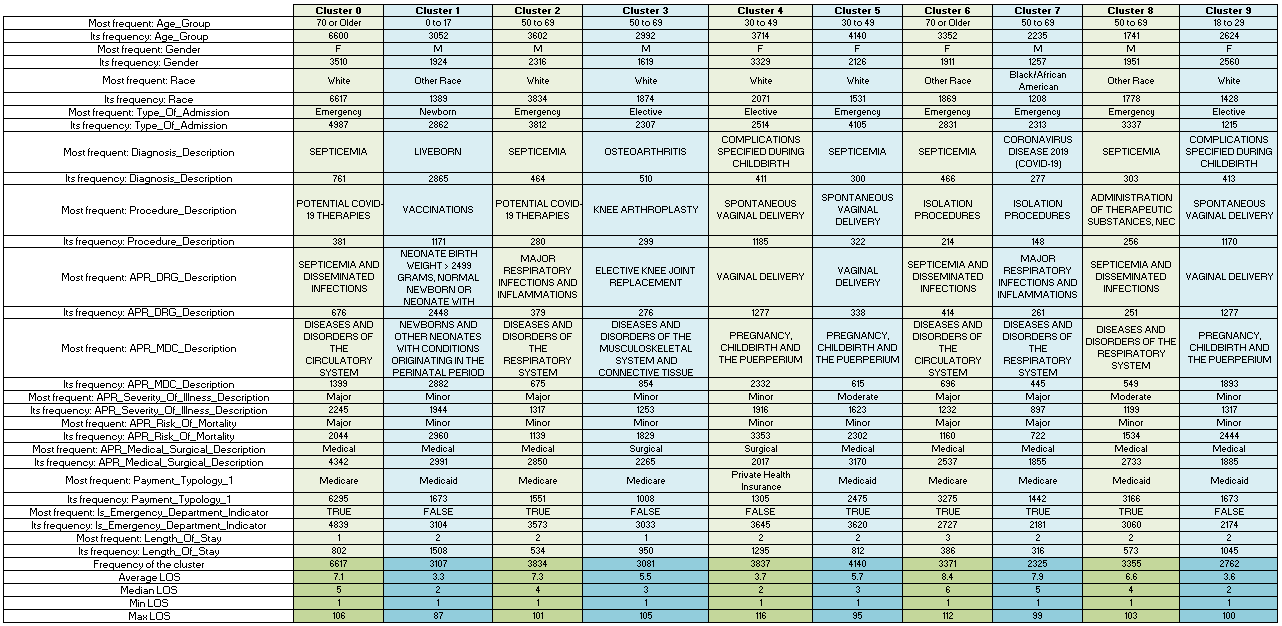 Cluster 0 Cluster 1 Cluster 2 Cluster 3 Cluster 4 Cluster 5 Cluster 6 Cluster 7 Cluster 8 Cluster 9
Most frequent: Age_Group 70 or Older 0 to 17 50 to 69 50 to 69 30 to 49 30 to 49 70 or Older 50 to 69 50 to 69 18 to 29
Its frequency: Age_Group 6600 3052 3602 2992 3714 4140 3352 2235 1741 2624
Most frequent: Gender F M M M F F F M M F
Its frequency: Gender 3510 1924 2316 1619 3329 2126 1911 1257 1951 2560
Most frequent: Race White Other Race White White White White Other Race Black/African American Other Race White
Its frequency: Race 6617 1389 3834 1874 2071 1531 1869 1208 1778 1428
Most frequent: Type_Of_Admission Emergency Newborn Emergency Elective Elective Emergency Emergency Emergency Emergency Elective
Its frequency: Type_Of_Admission 4987 2862 3812 2307 2514 4105 2831 2313 3337 1215
Most frequent: Diagnosis_Description SEPTICEMIA LIVEBORN SEPTICEMIA OSTEOARTHRITIS COMPLICATIONS SPECIFIED DURING CHILDBIRTH SEPTICEMIA SEPTICEMIA CORONAVIRUS DISEASE 2019 (COVID-19) SEPTICEMIA COMPLICATIONS SPECIFIED DURING CHILDBIRTH
Its frequency: Diagnosis_Description 761 2865 464 510 411 300 466 277 303 413
Most frequent: Procedure_Description POTENTIAL COVID-19 THERAPIES VACCINATIONS POTENTIAL COVID-19 THERAPIES KNEE ARTHROPLASTY SPONTANEOUS VAGINAL DELIVERY SPONTANEOUS VAGINAL DELIVERY ISOLATION PROCEDURES ISOLATION PROCEDURES ADMINISTRATION OF THERAPEUTIC SUBSTANCES, NEC SPONTANEOUS VAGINAL DELIVERY
Its frequency: Procedure_Description 381 1171 280 299 1185 322 214 148 256 1170
Most frequent: APR_DRG_Description SEPTICEMIA AND DISSEMINATED INFECTIONS NEONATE BIRTH WEIGHT > 2499 GRAMS, NORMAL NEWBORN OR NEONATE WITH MAJOR RESPIRATORY INFECTIONS AND INFLAMMATIONS ELECTIVE KNEE JOINT REPLACEMENT VAGINAL DELIVERY VAGINAL DELIVERY SEPTICEMIA AND DISSEMINATED INFECTIONS MAJOR RESPIRATORY INFECTIONS AND INFLAMMATIONS SEPTICEMIA AND DISSEMINATED INFECTIONS VAGINAL DELIVERY
Its frequency: APR_DRG_Description 676 2448 379 276 1277 338 414 261 251 1277
Most frequent: APR_MDC_Description DISEASES AND DISORDERS OF THE CIRCULATORY SYSTEM NEWBORNS AND OTHER NEONATES WITH CONDITIONS ORIGINATING IN THE PERINATAL PERIOD DISEASES AND DISORDERS OF THE RESPIRATORY SYSTEM DISEASES AND DISORDERS OF THE MUSCULOSKELETAL SYSTEM AND CONNECTIVE TISSUE PREGNANCY, CHILDBIRTH AND THE PUERPERIUM PREGNANCY, CHILDBIRTH AND THE PUERPERIUM DISEASES AND DISORDERS OF THE CIRCULATORY SYSTEM DISEASES AND DISORDERS OF THE RESPIRATORY SYSTEM DISEASES AND DISORDERS OF THE RESPIRATORY SYSTEM PREGNANCY, CHILDBIRTH AND THE PUERPERIUM
Its frequency: APR_MDC_Description 1399 2882 675 854 2332 615 696 445 549 1893
Most frequent: APR_Severity_Of_Illness_Description Major Minor Major Minor Minor Moderate Major Major Moderate Minor
Its frequency: APR_Severity_Of_Illness_Description 2245 1944 1317 1253 1916 1623 1232 897 1199 1317
Most frequent: APR_Risk_Of_Mortality Major Minor Major Minor Minor Minor Major Minor Minor Minor
Its frequency: APR_Risk_Of_Mortality 2044 2960 1139 1829 3353 2302 1160 722 1534 2444
Most frequent: APR_Medical_Surgical_Description Medical Medical Medical Surgical Surgical Medical Medical Medical Medical Medical
Its frequency: APR_Medical_Surgical_Description 4342 2991 2850 2265 2017 3170 2537 1855 2733 1885
Most frequent: Payment_Typology_1 Medicare Medicaid Medicare Medicare Private Health Insurance Medicaid Medicare Medicare Medicaid Medicaid
Its frequency: Payment_Typology_1 6295 1673 1551 1008 1305 2475 3275 1442 3166 1673
Most frequent: Is_Emergency_Department_Indicator TRUE FALSE TRUE FALSE FALSE TRUE TRUE TRUE TRUE FALSE
Its frequency: Is_Emergency_Department_Indicator 4839 3104 3573 3033 3645 3620 2727 2181 3060 2174
Most frequent: Length_Of_Stay 1 2 2 1 2 2 3 2 2 2
Its frequency: Length_Of_Stay 802 1508 534 950 1295 812 386 316 573 1045
Frequency of the cluster 6617 3107 3834 3081 3837 4140 3371 2325 3355 2762
Average LOS 7.1 3.3 7.3 5.5 3.7 5.7 8.4 7.9 6.6 3.6
Median LOS 5 2 4 3 2 3 6 5 4 2
Min LOS 1 1 1 1 1 1 1 1 1 1
Max LOS 106 87 101 105 116 95 112 99 103 100